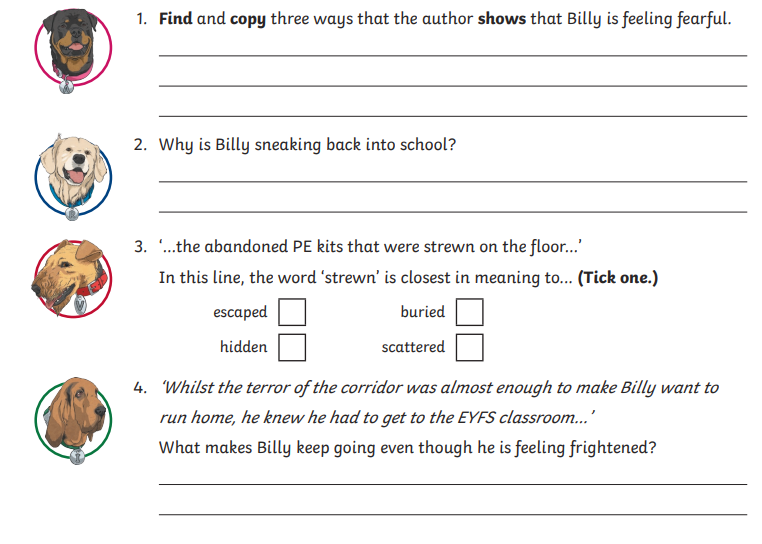 1. Find and copy three ways that the author shows that Billy is feeling fearful.
2. Why is Billy sneaking back into school?
3. ‘...the abandoned PE kits that were strewn on the floor...’
In this line, the word ‘strewn’ is closest in meaning to... (Tick one.)
escaped buried
hidden scattered
4. ‘Whilst the terror of the corridor was almost enough to make Billy want to
run home, he knew he had to get to the EYFS classroom...’
What makes Billy keep going even though he is feeling frightened?